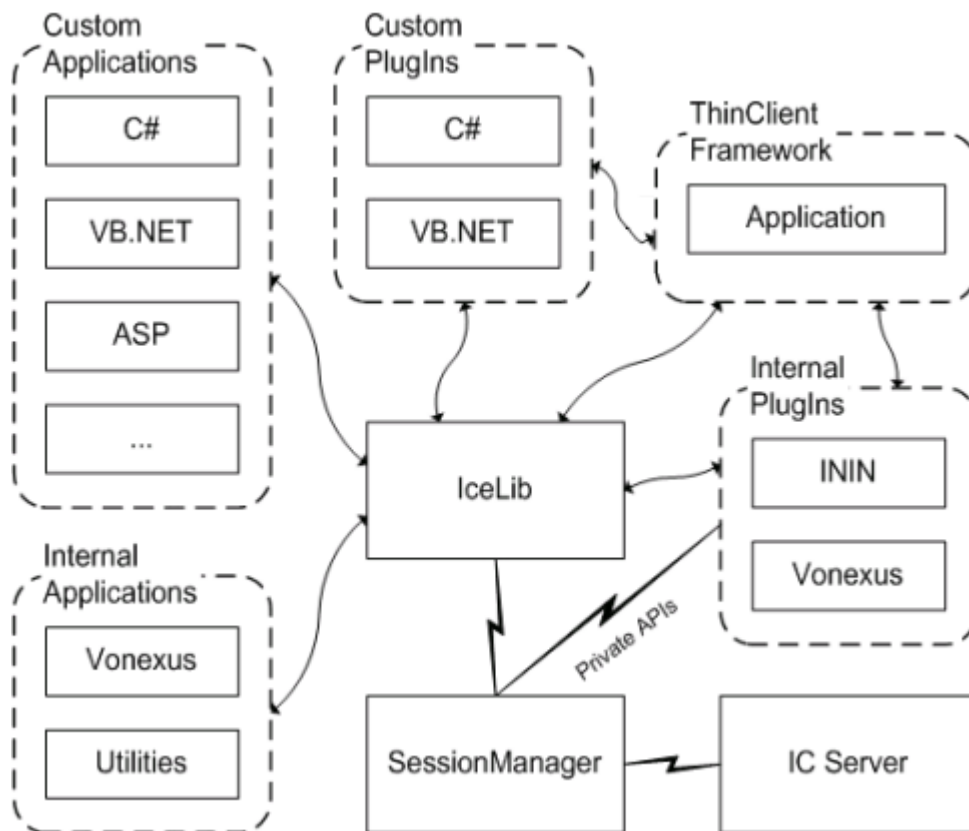 Custom
Applications
C#
VB.NET
ASP
...
Custom
PlugIns
C#
VB.NET
ThinClient
Framework
Application
Internal
PlugIns
ININ
Vonexus
IceLib
Internal
Applications
Vonexus
Utilities
Private APIs
SessionManager
IC Server